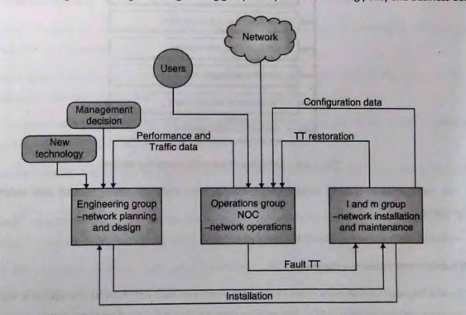 Network
Users
Management
decision
New
technology
Configuration data
Performance and
Traffic data
TT restoration
Engineering group
–network planning
and design
Operations group
NOC
–network operations
I and m group
–network installation
and maintenance
Fault TT
Installation